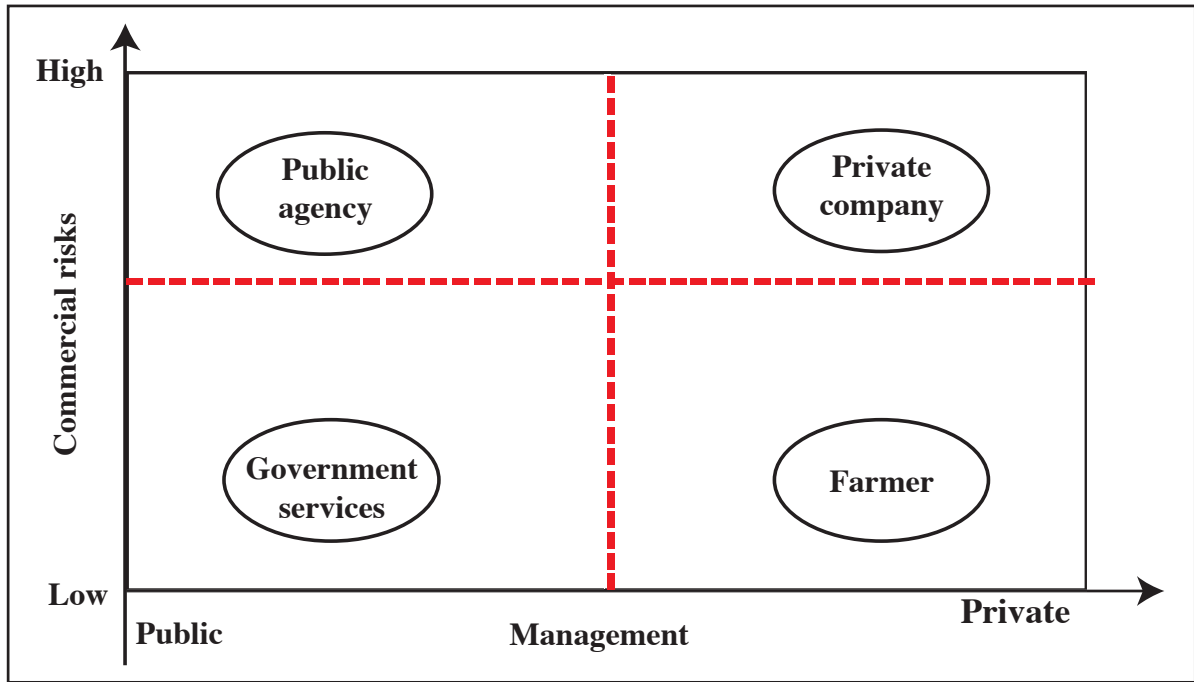 High
Public
agency
Private
company
Commercial risks
Government
services
Farmer
Low
Private
Public
Management